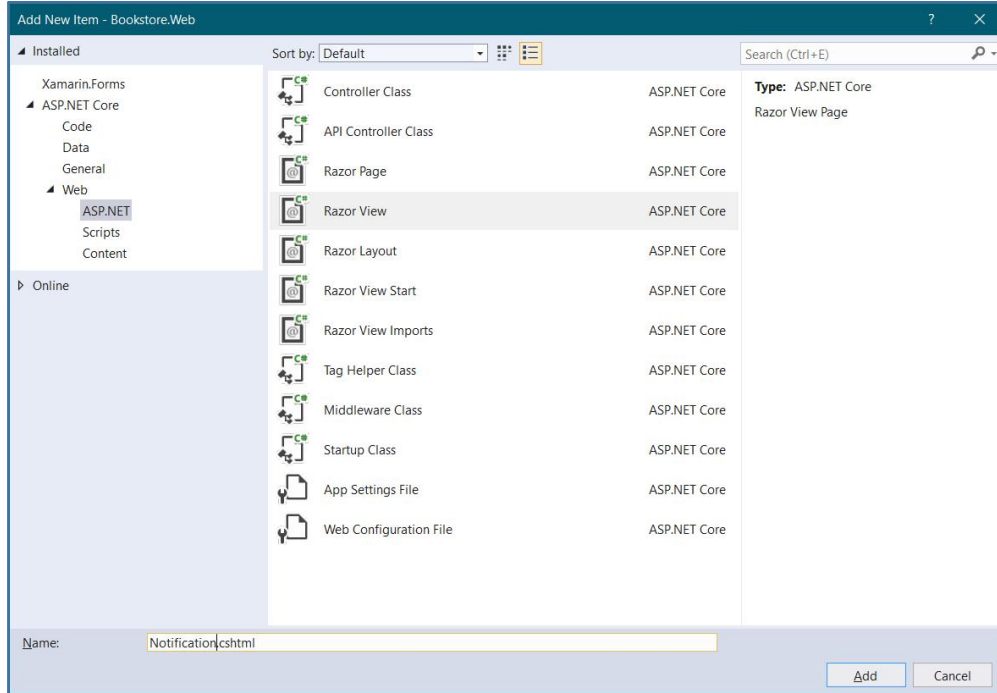 Add New Item - Bookstore.Web
?
Installed
Xamarin.Forms
ASP.NET Core
Code
Data
General
Web
ASP.NET
Scripts
Content
Online
Sort by: Default
Controller Class ASP.NET Core
API Controller Class ASP.NET Core
Razor Page ASP.NET Core
Razor View ASP.NET Core
Razor Layout ASP.NET Core
Razor View Start ASP.NET Core
Razor View Imports ASP.NET Core
Tag Helper Class ASP.NET Core
Middleware Class ASP.NET Core
Startup Class ASP.NET Core
App Settings File ASP.NET Core
Web Configuration File ASP.NET Core
Search (Ctrl+E)
Type: ASP.NET Core
Razor View Page
Name: Notification.cshtml
Add Cancel